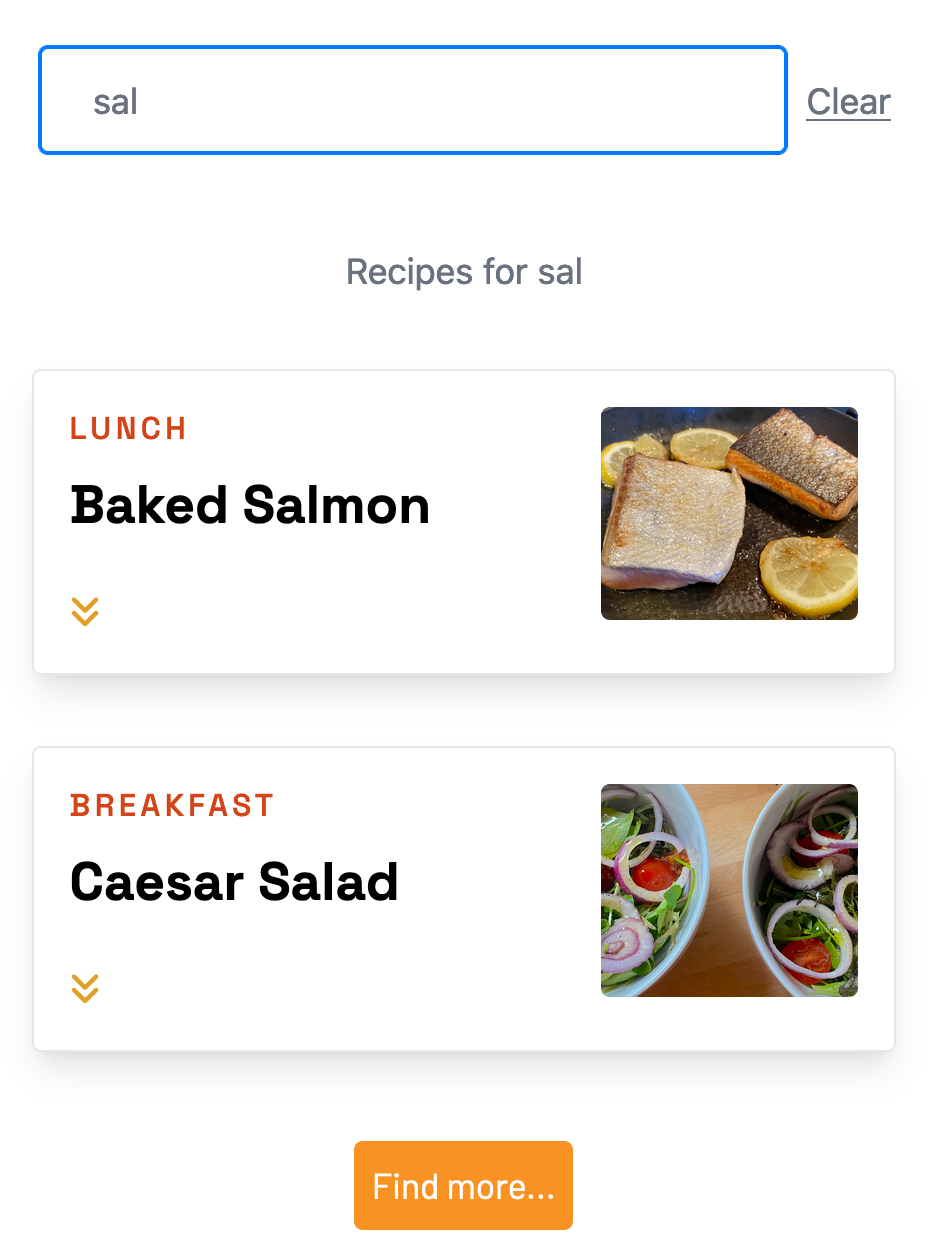 sal
Clear
Recipes for sal
LUNCH
Baked Salmon
BREAKFAST
Caesar Salad
Find more...